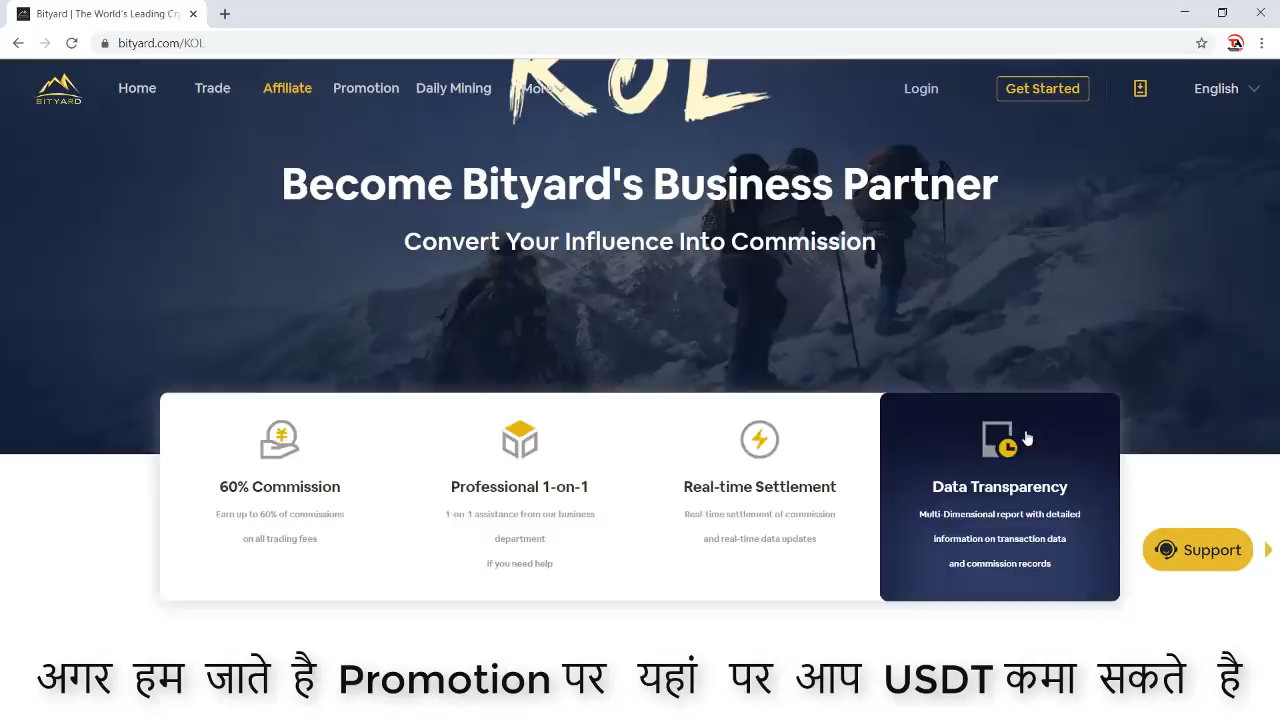 Bityard | The World's Leading Cr
bityard.com/KOL
KOL
BITYARD
Home
Trade
Affiliate
Promotion
Daily Mining
More
Login
Get Started
English
Become Bityard's Business Partner
Convert Your Influence Into Commission
60% Commission
Earn up to 60% of commissions
on all trading fees
Professional 1-on-1
1-on-1 assistance from our business
department
if you need help
Real-time Settlement
Real-time settlement of commission
and real-time data updates
Data Transparency
Multi-Dimensional report with detailed
information on transaction data
and commission records
Support
अगर हम जाते है Promotion पर यहां पर आप USDT कमा सकते है